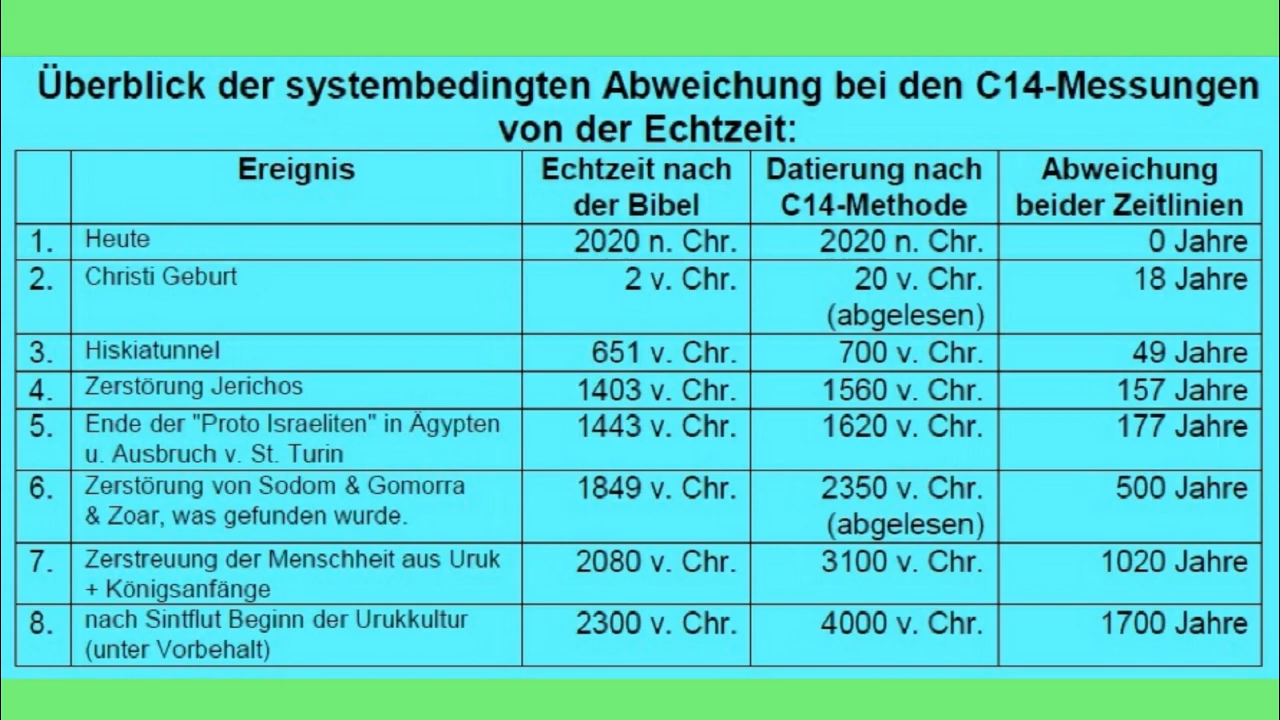 Überblick der systembedingten Abweichung bei den C14-Messungen
von der Echtzeit:
Ereignis
Echtzeit nach
der Bibel
Datierung nach
C14-Methode
Abweichung
beider Zeitlinien
1. Heute 2020 n. Chr. 2020 n. Chr. 0 Jahre
2. Christi Geburt 2 v. Chr. 20 v. Chr. 18 Jahre
(abgelesen)
3. Hiskiatunnel 651 v. Chr. 700 v. Chr. 49 Jahre
4. Zerstörung Jerichos 1403 v. Chr. 1560 v. Chr. 157 Jahre
5. Ende der "Proto Israeliten" in Ägypten 1443 v. Chr. 1620 v. Chr. 177 Jahre
u. Ausbruch v. St. Turin
6. Zerstörung von Sodom & Gomorra 1849 v. Chr. 2350 v. Chr. 500 Jahre
& Zoar, was gefunden wurde. (abgelesen)
7. Zerstreuung der Menschheit aus Uruk 2080 v. Chr. 3100 v. Chr. 1020 Jahre
+ Königsanfänge
8. nach Sintflut Beginn der Urukkultur 2300 v. Chr. 4000 v. Chr. 1700 Jahre
(unter Vorbehalt)